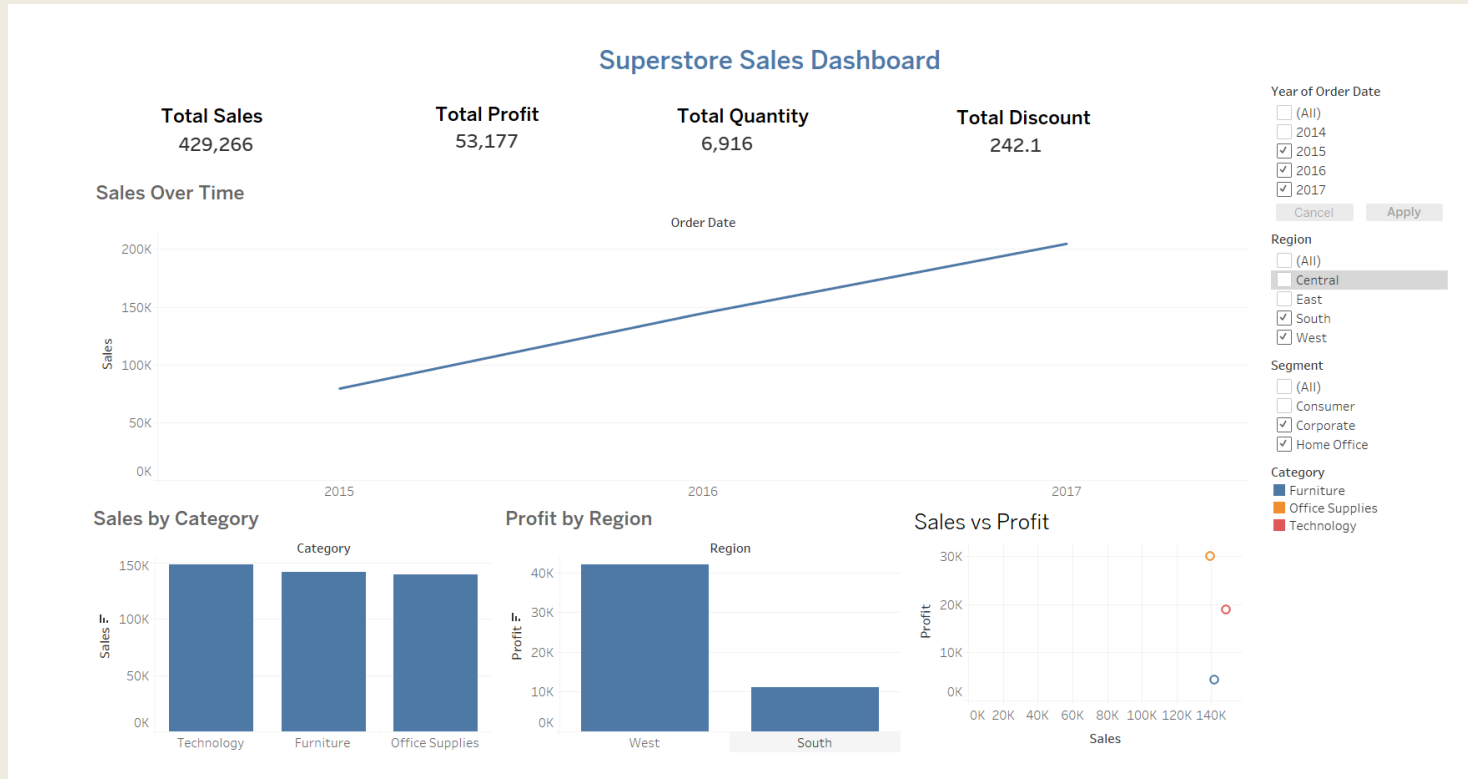 Superstore Sales Dashboard
Total Sales
429,266
Total Profit
53,177
Total Quantity
6,916
Total Discount
242.1
Year of Order Date
(All)
2014
2015
2016
2017
Cancel Apply
Region
(All)
Central
East
South
West
Segment
(All)
Consumer
Corporate
Home Office
Category
Furniture
Office Supplies
Technology
Sales Over Time
Order Date
Sales
200K
150K
100K
50K
0K
2015 2016 2017
Sales by Category
Category
Sales
150K
100K
50K
0K
Technology Furniture Office Supplies
Profit by Region
Region
Profit
40K
30K
20K
10K
0K
West South
Sales vs Profit
Profit
30K
20K
10K
0K
0K 20K 40K 60K 80K 100K 120K 140K
Sales